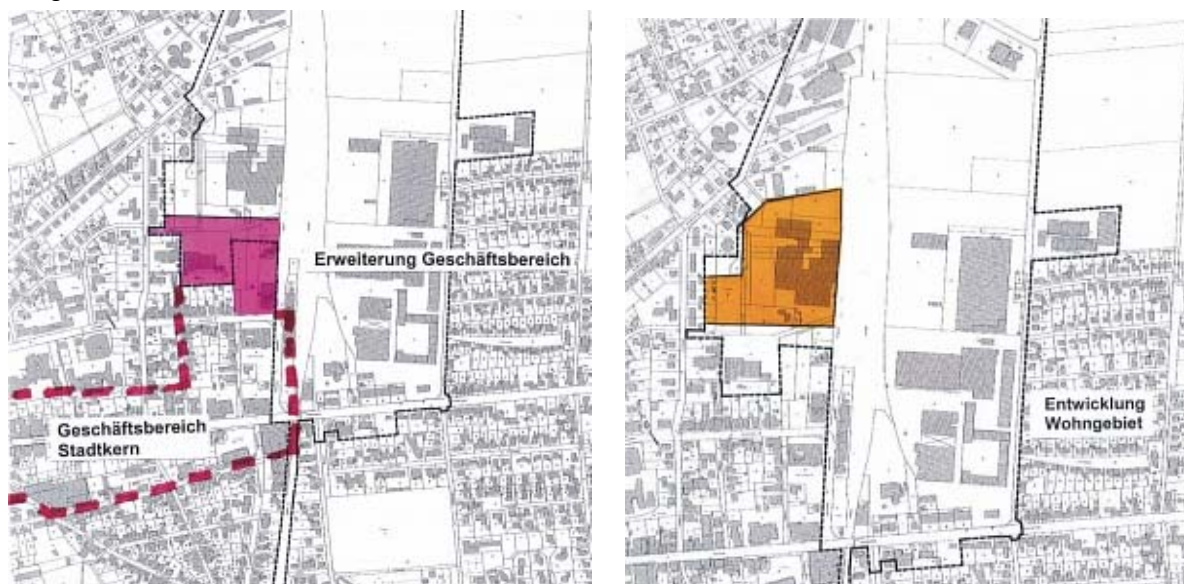 Erweiterung Geschäftsbereich
Geschäftsbereich
Stadtkern
Entwicklung
Wohngebiet